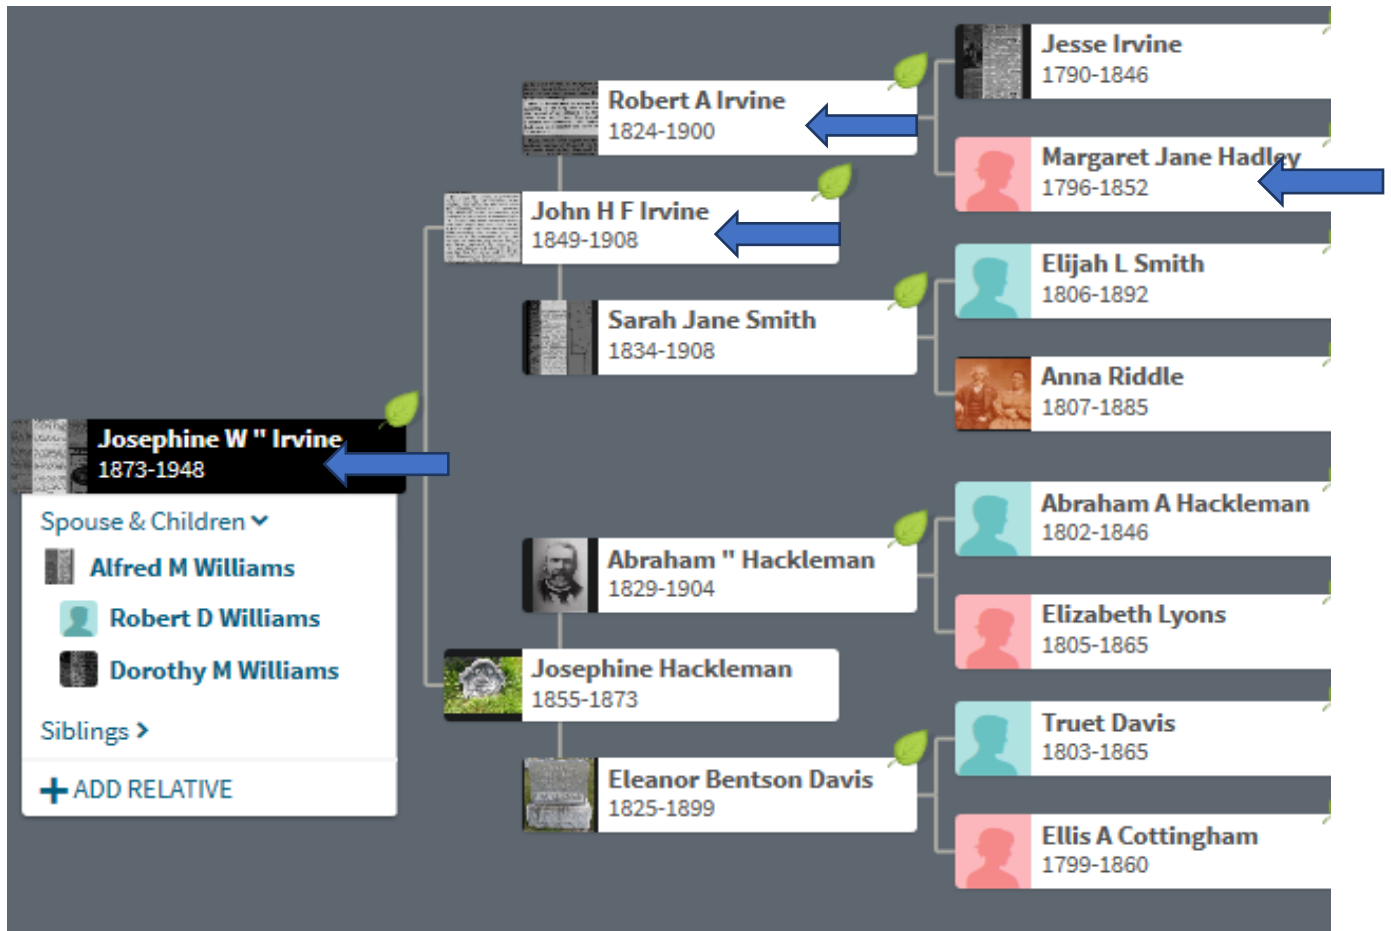 Jesse Irvine
1790-1846
Robert A Irvine
1824-1900
Margaret Jane Hadley
1796-1852
John H F Irvine
1849-1908
Elijah L Smith
1806-1892
Sarah Jane Smith
1834-1908
Anna Riddle
1807-1885
Josephine W " Irvine
1873-1948
Spouse & Children
Alfred M Williams
Robert D Williams
Dorothy M Williams
Siblings >
+ ADD RELATIVE
Abraham A Hackleman
1802-1846
Abraham " Hackleman
1829-1904
Elizabeth Lyons
1805-1865
Josephine Hackleman
1855-1873
Truet Davis
1803-1865
Eleanor Bentson Davis
1825-1899
Ellis A Cottingham
1799-1860